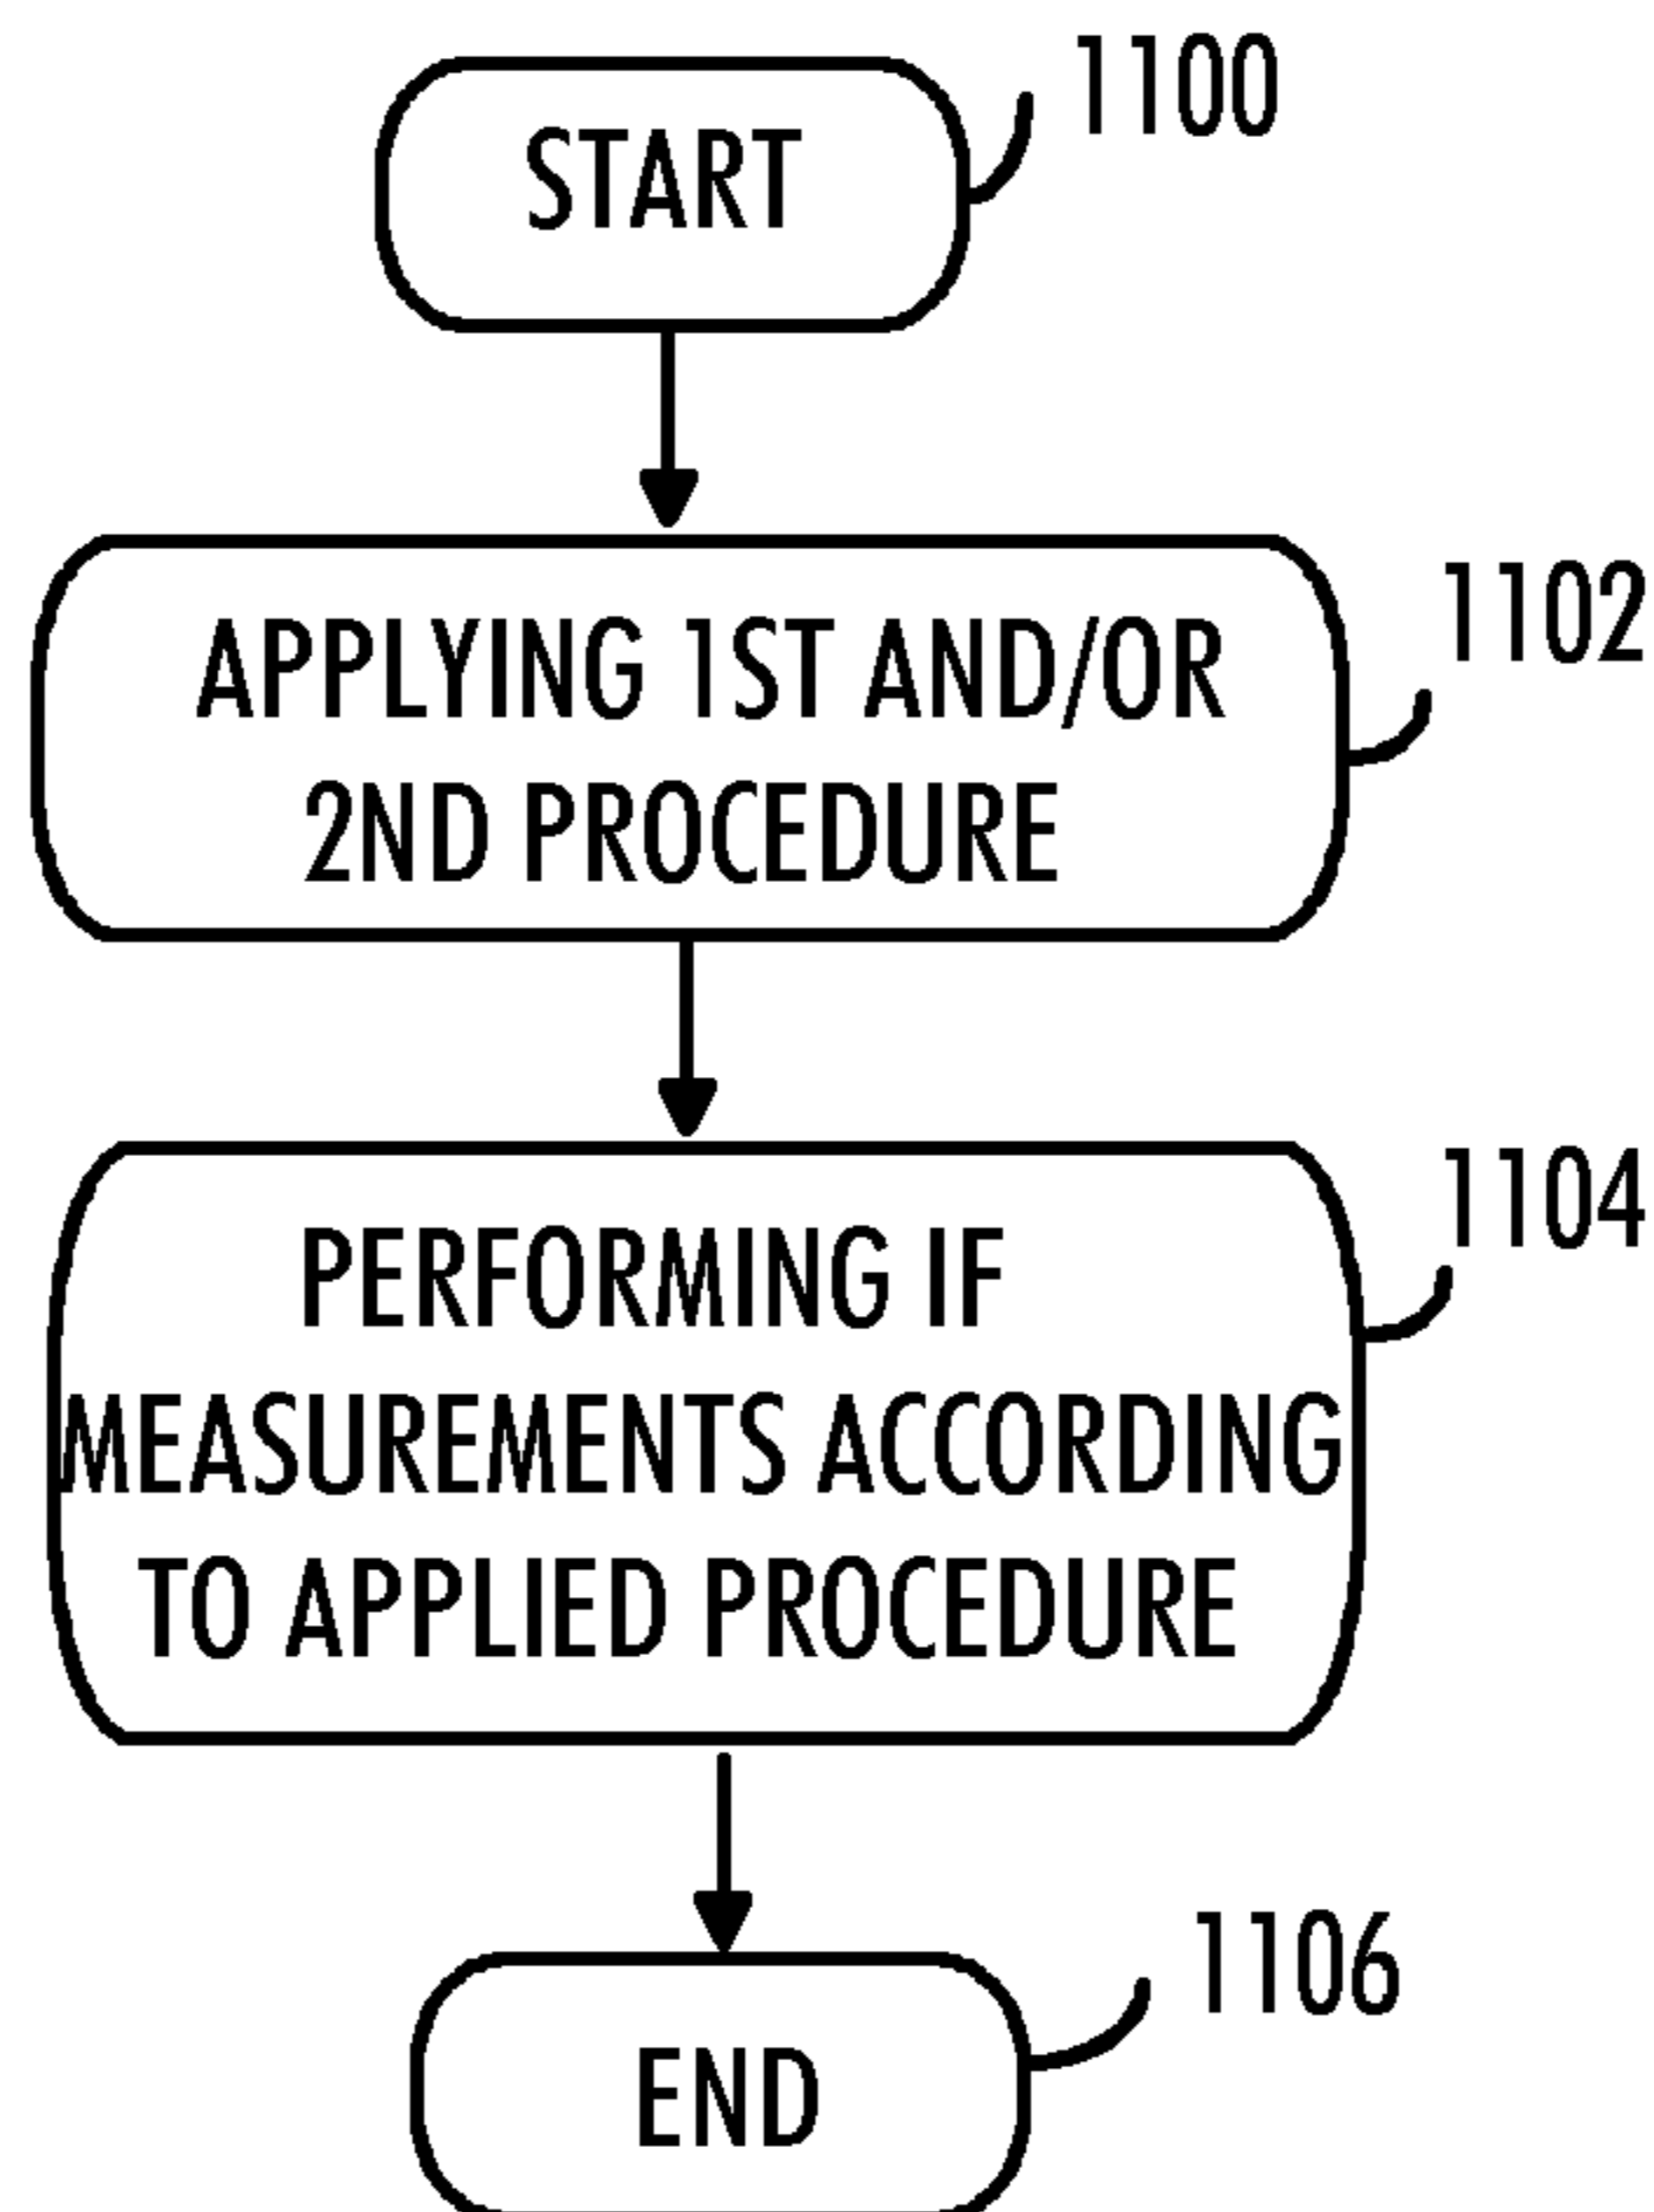 1100
START
1102
APPLYING 1ST AND/OR
2ND PROCEDURE
1104
PERFORMING IF
MEASUREMENTS ACCORDING
TO APPLIED PROCEDURE
1106
END